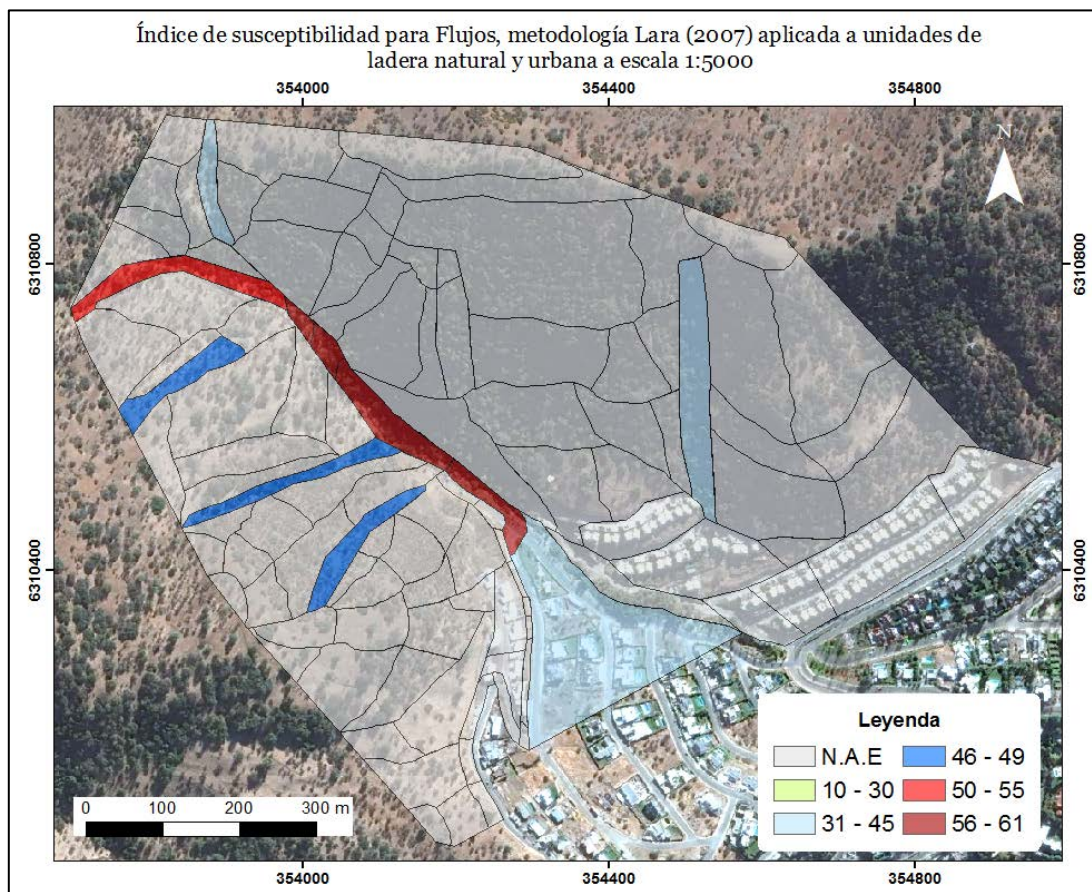 Índice de susceptibilidad para Flujos, metodología Lara (2007) aplicada a unidades de
ladera natural y urbana a escala 1:5000
354000 354400 354800
N
6310800 6310800
6310400 6310400
Leyenda
N.A.E 46 - 49
10 - 30 50 - 55
31 - 45 56 - 61
0 100 200 300 m
354000 354400 354800